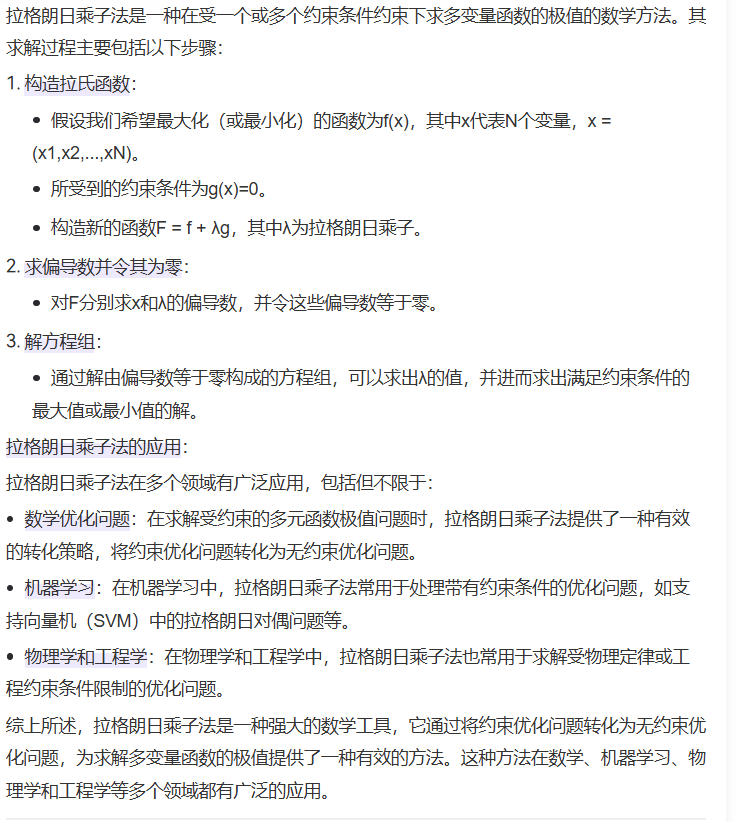 拉格朗日乘子法是一种在受一个或多个约束条件约束下求多变量函数的极值的数学方法。其
求解过程主要包括以下步骤：
1. 构造拉氏函数：
• 假设我们希望最大化（或最小化）的函数为f(x)，其中x代表N个变量，x =
(x1,x2,...,xN)。
• 所受到的约束条件为g(x)=0。
• 构造新的函数F = f + λg，其中λ为拉格朗日乘子。
2. 求偏导数并令其为零：
• 对F分别求x和λ的偏导数，并令这些偏导数等于零。
3. 解方程组：
• 通过解由偏导数等于零构成的方程组，可以求出λ的值，并进而求出满足约束条件的
最大值或最小值的解。
拉格朗日乘子法的应用：
拉格朗日乘子法在多个领域有广泛应用，包括但不限于：
• 数学优化问题：在求解受约束的多元函数极值问题时，拉格朗日乘子法提供了一种有效
的转化策略，将约束优化问题转化为无约束优化问题。
• 机器学习：在机器学习中，拉格朗日乘子法常用于处理带有约束条件的优化问题，如支
持向量机（SVM）中的拉格朗日对偶问题等。
• 物理学和工程学：在物理学和工程学中，拉格朗日乘子法也常用于求解受物理定律或工
程约束条件限制的优化问题。
综上所述，拉格朗日乘子法是一种强大的数学工具，它通过将约束优化问题转化为无约束优
化问题，为求解多变量函数的极值提供了一种有效的方法。这种方法在数学、机器学习、物
理学和工程学等多个领域都有广泛的应用。